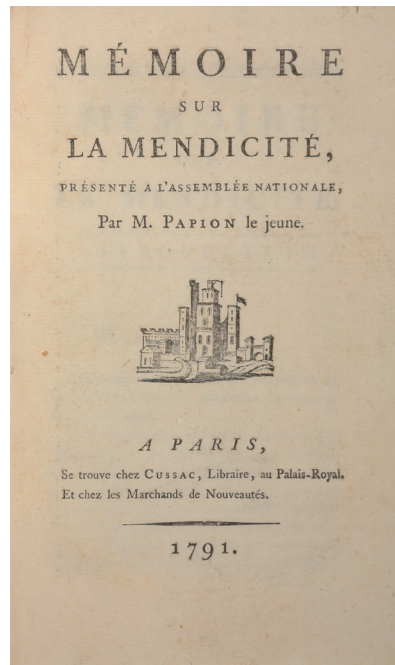 MÉMOIRE
SUR
LA MENDICITÉ,
PRÉSENTÉ A L'ASSEMBLÉE NATIONALE,
Par M. PAPION le jeune.
A PARIS,
Se trouve chez CUSSAC, Libraire, au Palais-Royal.
Et chez les Marchands de Nouveautés.
1791.